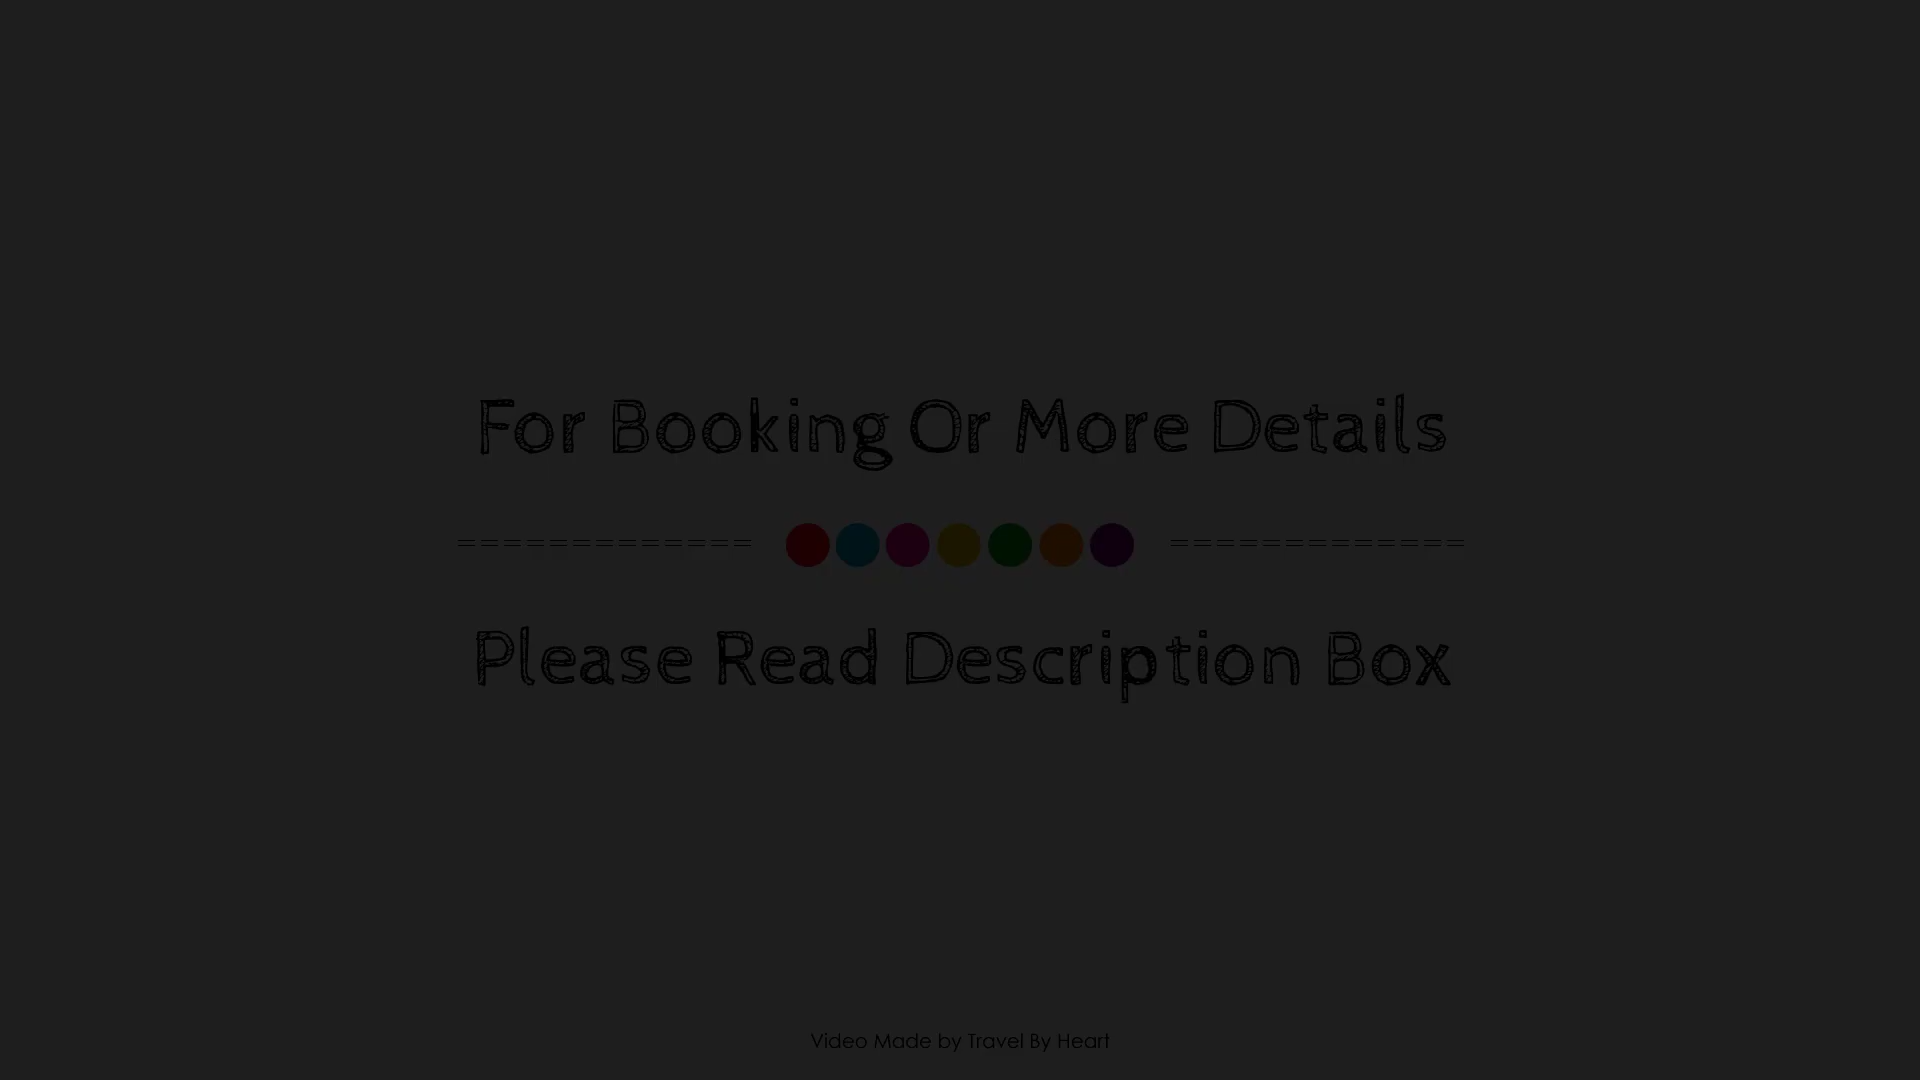 For Booking Or More Details
============= =============
Please Read Description Box
Video Made by Travel By Heart